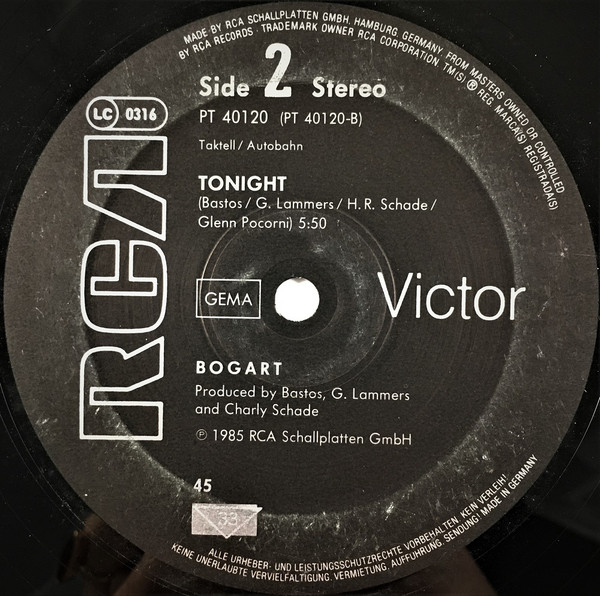 MADE BY RCA SCHALLPLATTEN GMBH, HAMBURG, GERMANY, FROM MASTERS OWNED OR CONTROLLED
BY RCA RECORDS · TRADEMARK OWNER RCA CORPORATION TM(S) ® REG. MARCA(S) REGISTRADA(S)
Side 2 Stereo
LC 0316
PT 40120 (PT 40120-B)
Taktell / Autobahn
TONIGHT
(Bastos / G. Lammers / H. R. Schade /
Glenn Pocorni) 5:50
RCA
GEMA
Victor
BOGART
Produced by Bastos, G. Lammers
and Charly Schade
℗ 1985 RCA Schallplatten GmbH
45
33
ALLE URHEBER- UND LEISTUNGSSCHUTZRECHTE VORBEHALTEN. KEIN VERLEIH!
KEINE UNERLAUBTE VERVIELFÄLTIGUNG, VERMIETUNG, AUFFÜHRUNG, SENDUNG! MADE IN GERMANY